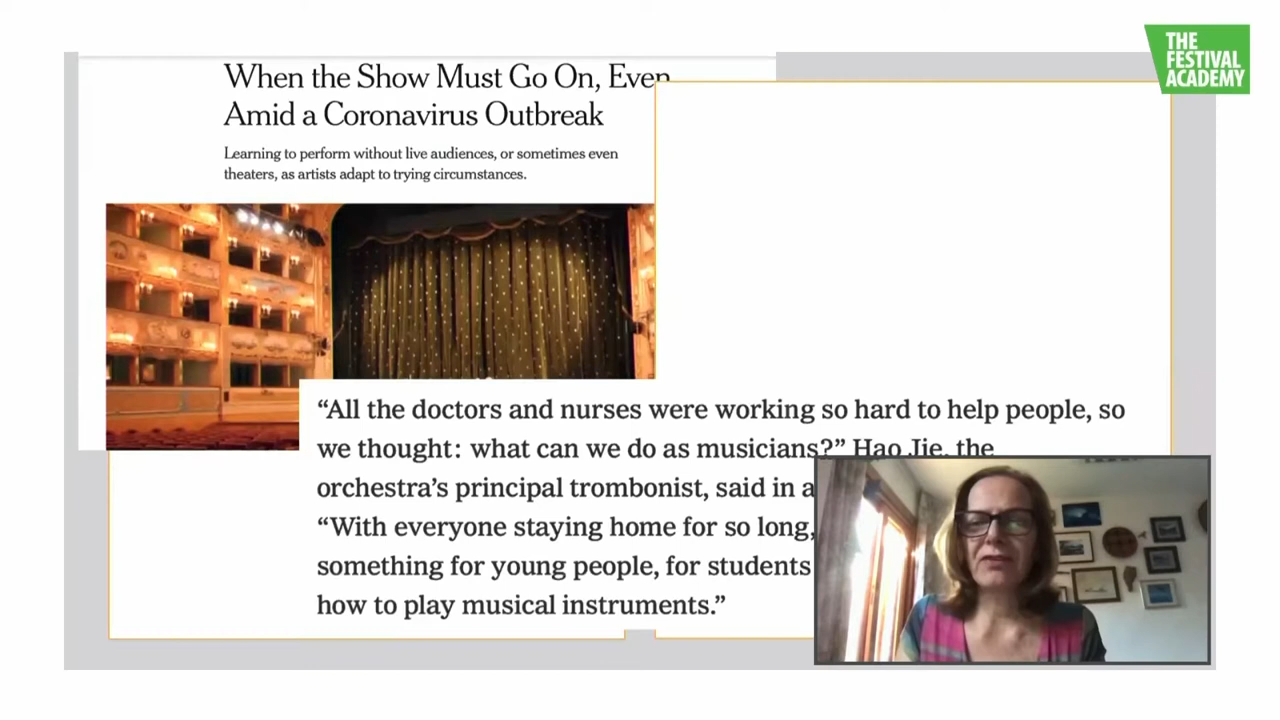 THE
FESTIVAL
ACADEMY
When the Show Must Go On, Even
Amid a Coronavirus Outbreak
Learning to perform without live audiences, or sometimes even
theaters, as artists adapt to trying circumstances.
“All the doctors and nurses were working so hard to help people, so
we thought: what can we do as musicians?” Hao Jie, the
orchestra’s principal trombonist, said in a
“With everyone staying home for so long,
something for young people, for students
how to play musical instruments.”